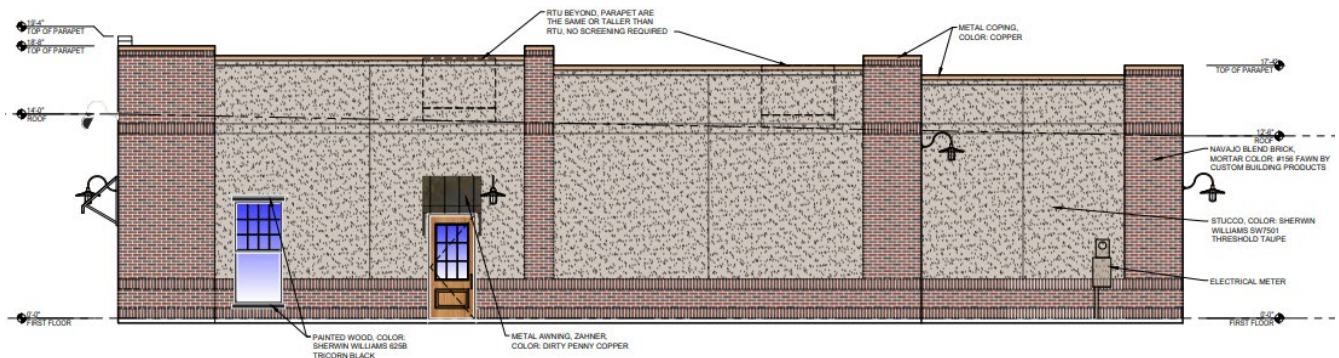 19'-4"
TOP OF PARAPET
18'-8"
TOP OF PARAPET
14'-0"
ROOF
0'-0"
FIRST FLOOR
RTU BEYOND, PARAPET ARE
THE SAME OR TALLER THAN
RTU, NO SCREENING REQUIRED
METAL COPING,
COLOR: COPPER
TOP OF PARAPET
ROOF
NAVAJO BLEND BRICK,
MORTAR COLOR: #156 FAWN BY
CUSTOM BUILDING PRODUCTS
STUCCO, COLOR: SHERWIN
WILLIAMS SW7501
THRESHOLD TAUPE
ELECTRICAL METER
0'-0"
FIRST FLOOR
PAINTED WOOD, COLOR:
SHERWIN WILLIAMS 6258
TRICORN BLACK
METAL AWNING, ZAHNER,
COLOR: DIRTY PENNY COPPER